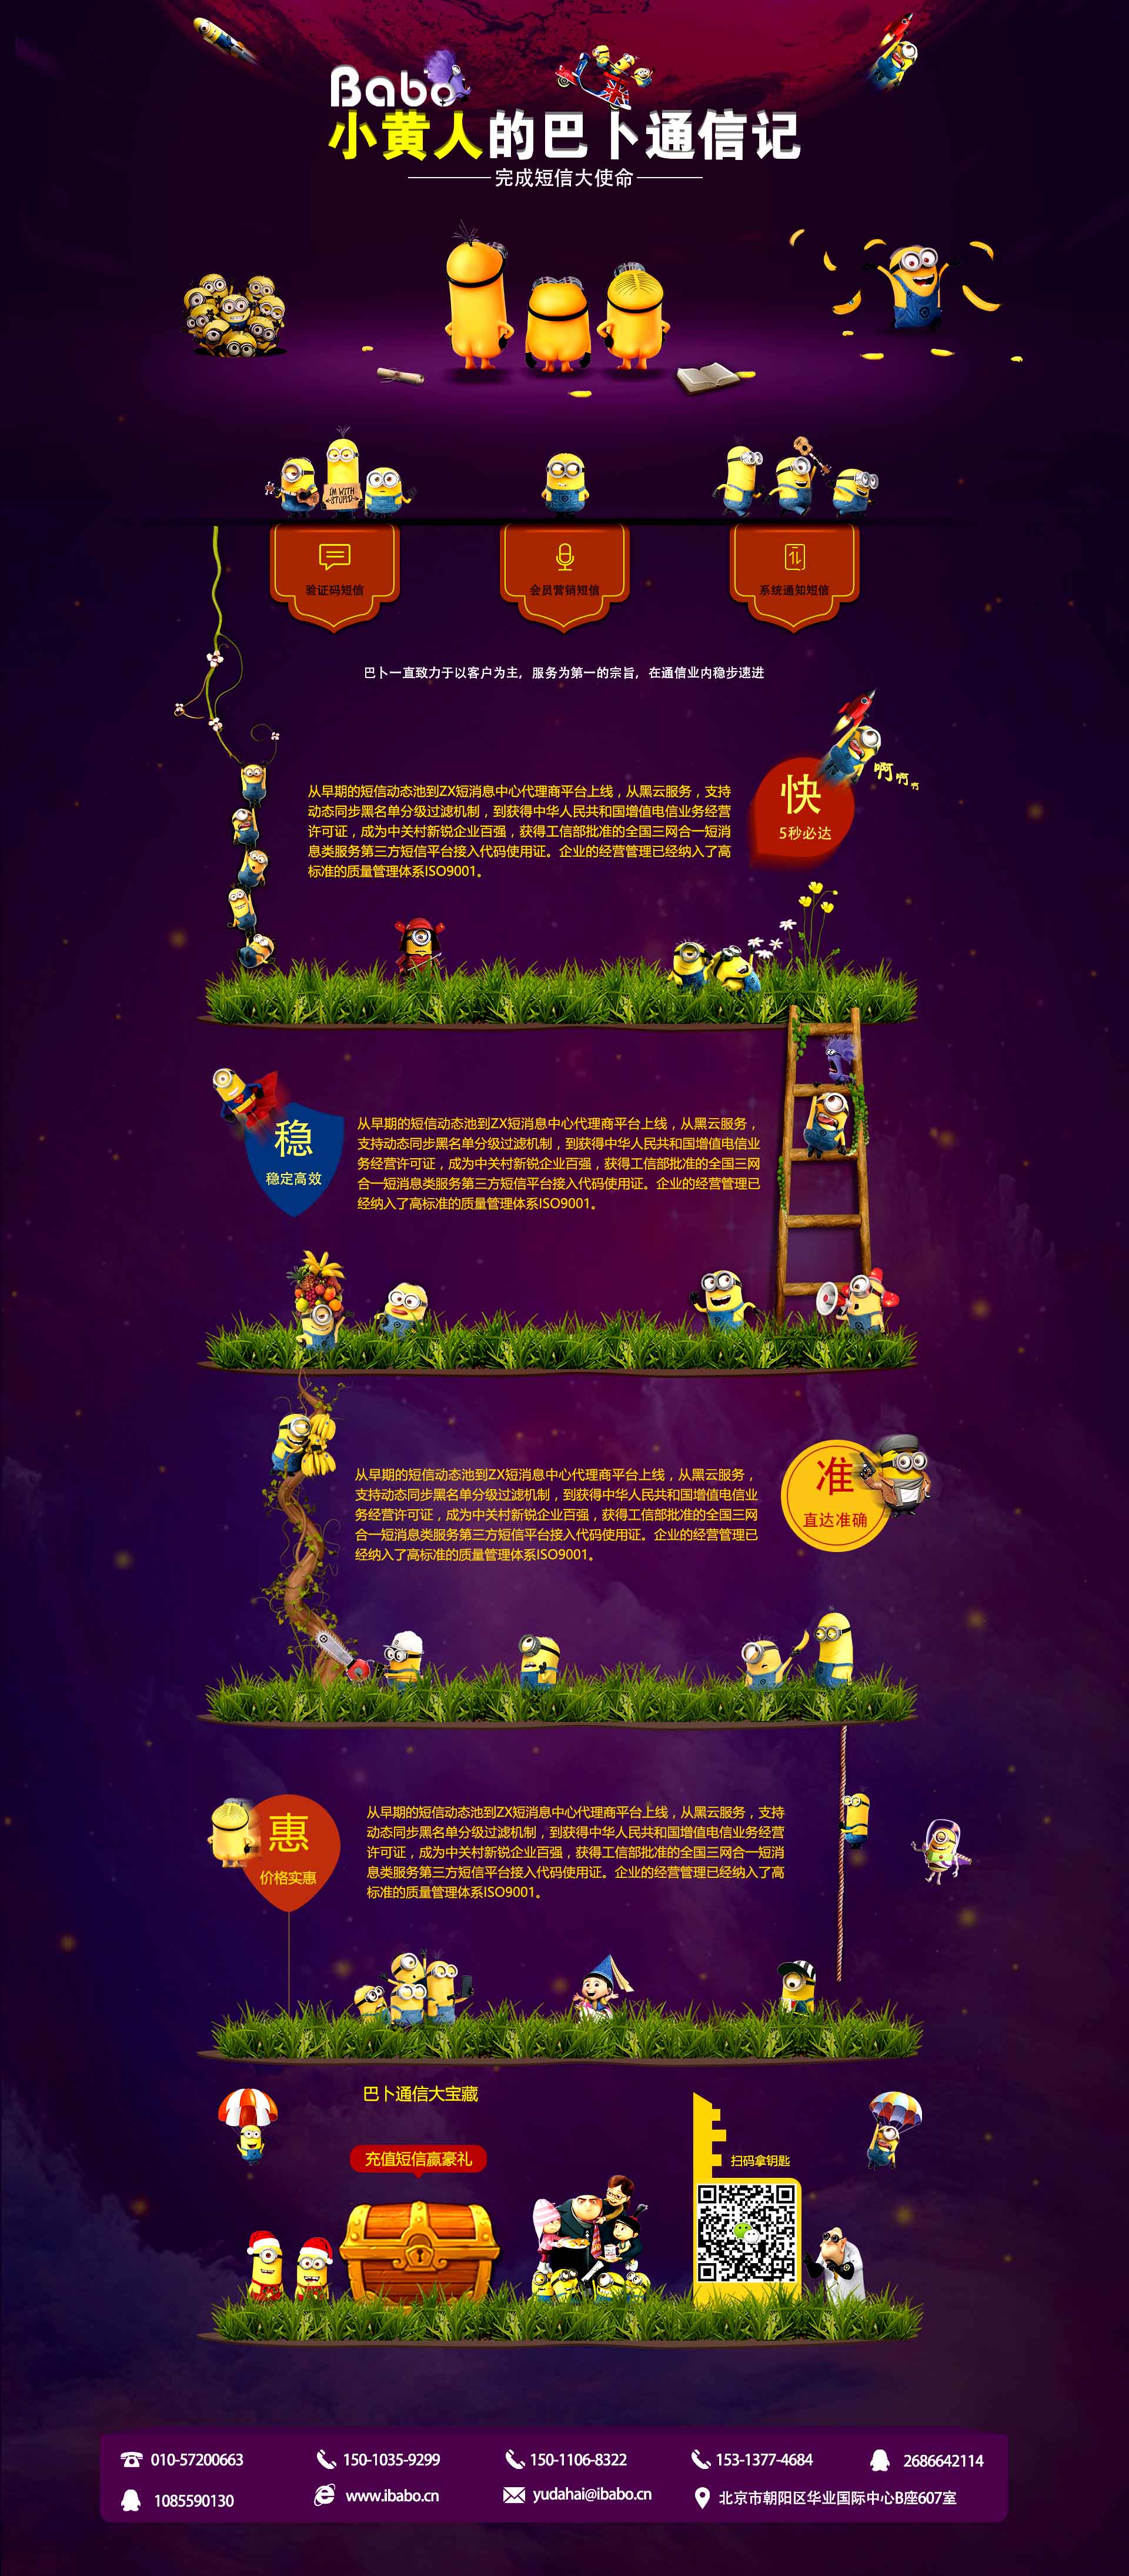 Babo
小黄人的巴卜通信记
完成短信大使命
I'M WITH
STUPID
验证码短信
会员营销短信
系统通知短信
巴卜一直致力于以客户为主，服务为第一的宗旨，在通信业内稳步速进
啊啊啊
快
5秒必达
从早期的短信动态池到ZX短消息中心代理商平台上线，从黑云服务，支持
动态同步黑名单分级过滤机制，到获得中华人民共和国增值电信业务经营
许可证，成为中关村新锐企业百强，获得工信部批准的全国三网合一短消
息类服务第三方短信平台接入代码使用证。企业的经营管理已经纳入了高
标准的质量管理体系ISO9001。
稳
稳定高效
从早期的短信动态池到ZX短消息中心代理商平台上线，从黑云服务，
支持动态同步黑名单分级过滤机制，到获得中华人民共和国增值电信业
务经营许可证，成为中关村新锐企业百强，获得工信部批准的全国三网
合一短消息类服务第三方短信平台接入代码使用证。企业的经营管理已
经纳入了高标准的质量管理体系ISO9001。
从早期的短信动态池到ZX短消息中心代理商平台上线，从黑云服务，
支持动态同步黑名单分级过滤机制，到获得中华人民共和国增值电信业
务经营许可证，成为中关村新锐企业百强，获得工信部批准的全国三网
合一短消息类服务第三方短信平台接入代码使用证。企业的经营管理已
经纳入了高标准的质量管理体系ISO9001。
准
直达准确
惠
价格实惠
从早期的短信动态池到ZX短消息中心代理商平台上线，从黑云服务，支持
动态同步黑名单分级过滤机制，到获得中华人民共和国增值电信业务经营
许可证，成为中关村新锐企业百强，获得工信部批准的全国三网合一短消
息类服务第三方短信平台接入代码使用证。企业的经营管理已经纳入了高
标准的质量管理体系ISO9001。
巴卜通信大宝藏
充值短信赢豪礼
扫码拿钥匙
010-57200663
150-1035-9299
150-1106-8322
153-1377-4684
2686642114
1085590130
www.ibabo.cn
yudahai@ibabo.cn
北京市朝阳区华业国际中心B座607室